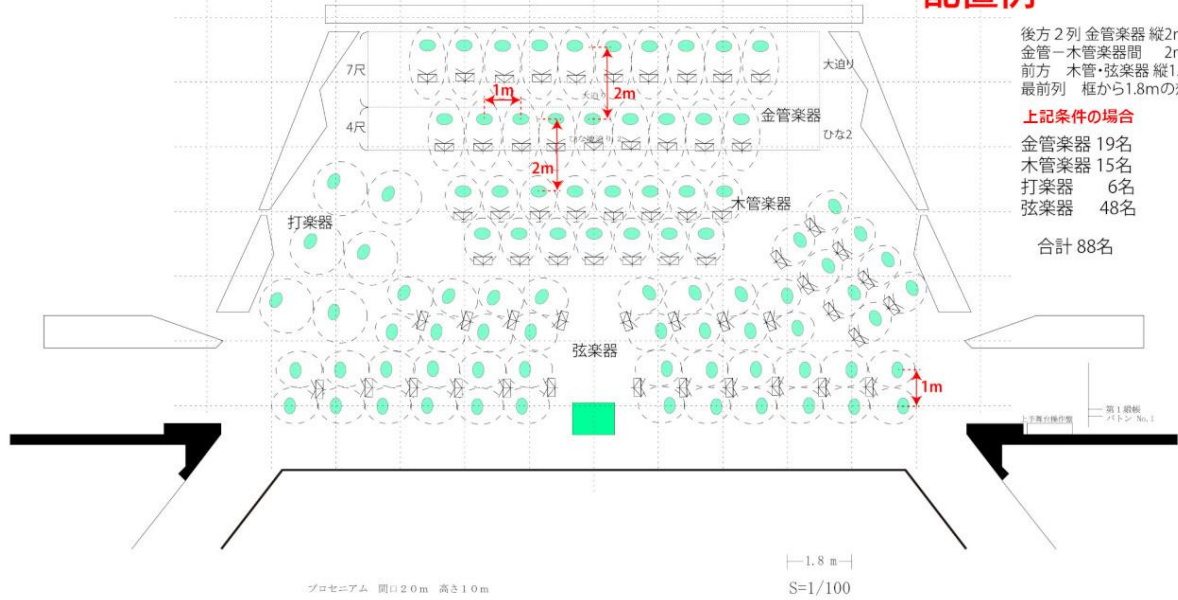 配置例
後方2列 金管楽器 縦2m
金管－木管楽器間 2m
前方 木管・弦楽器 縦1.
最前列 框から1.8mの
上記条件の場合
金管楽器 19名
木管楽器 15名
打楽器 6名
弦楽器 48名
合計 88名
7尺
大迫り
1m
2m
金管楽器
4尺
ひな2
2m
木管楽器
打楽器
弦楽器
1m
第1緞帳
バトン No.1
上手舞台操作盤
1.8 m
プロセニアム 間口20m 高さ10m
S=1/100